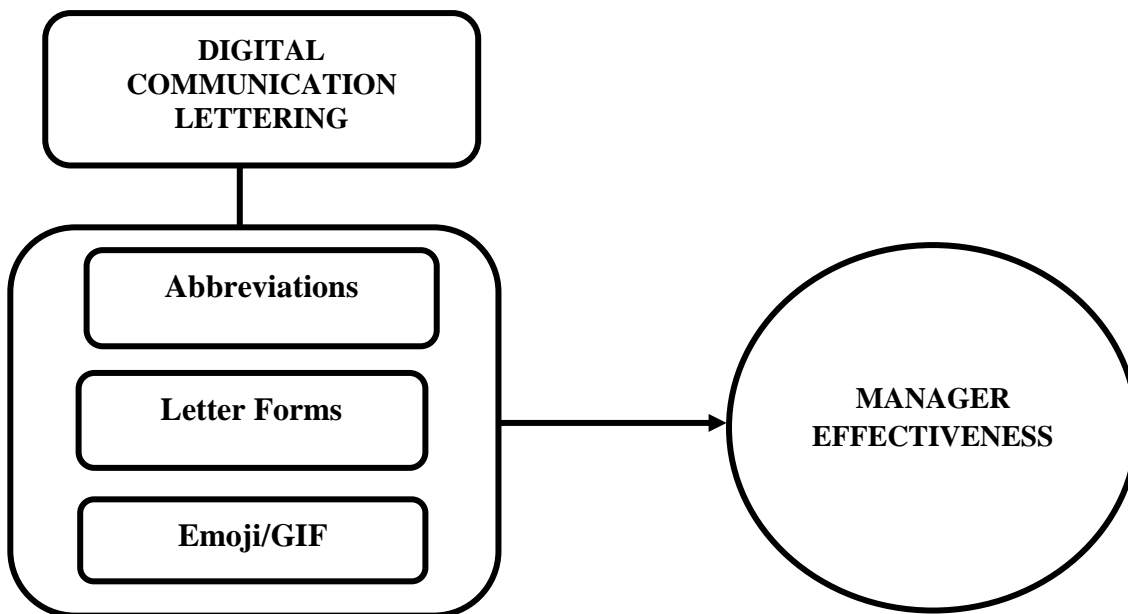 DIGITAL
COMMUNICATION
LETTERING
Abbreviations
Letter Forms
Emoji/GIF
MANAGER
EFFECTIVENESS